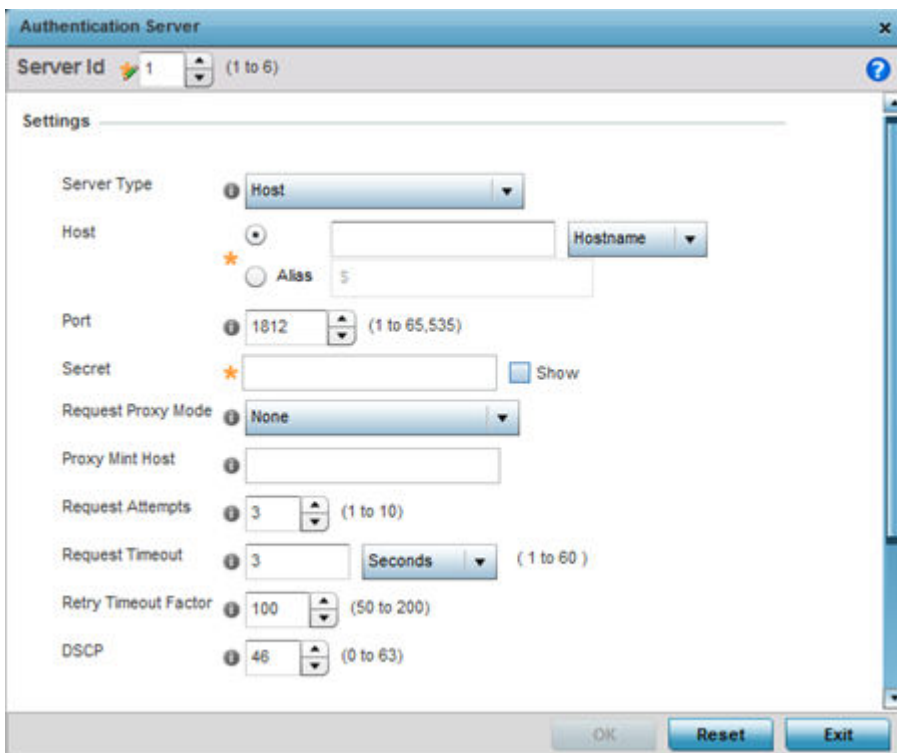 Authentication Server x
Server Id 1 (1 to 6) ?
Settings
Server Type Host
Host Hostname
Alias $
Port 1812 (1 to 65,535)
Secret Show
Request Proxy Mode None
Proxy Mint Host
Request Attempts 3 (1 to 10)
Request Timeout 3 Seconds ( 1 to 60 )
Retry Timeout Factor 100 (50 to 200)
DSCP 46 (0 to 63)
OK Reset Exit